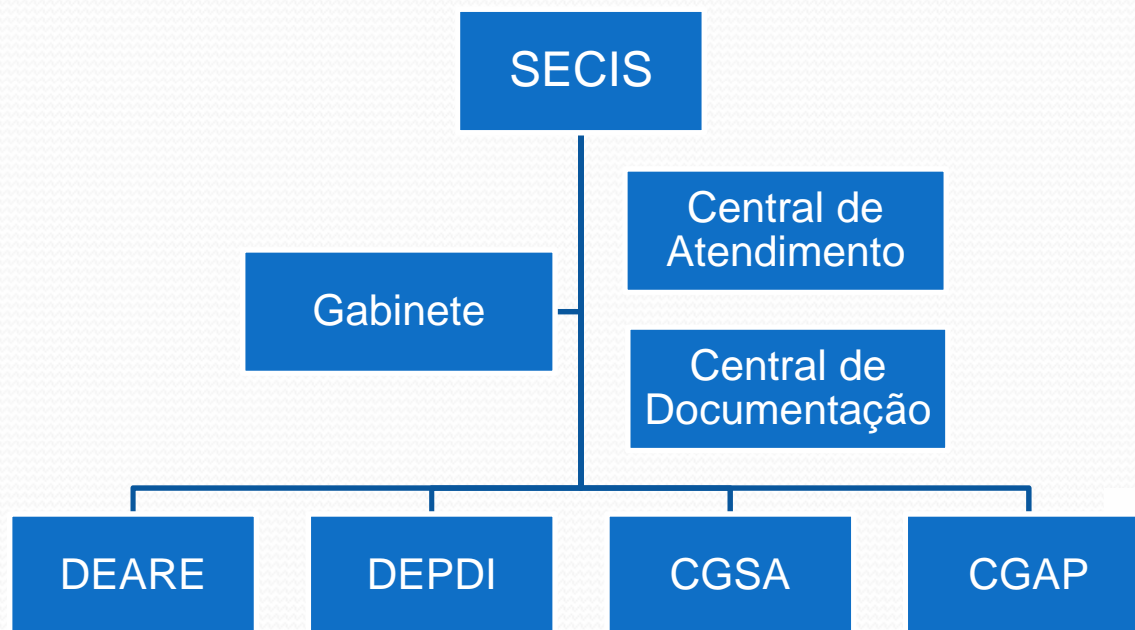 SECIS
Central de
Atendimento
Gabinete
Central de
Documentação
DEARE
DEPDI
CGSA
CGAP